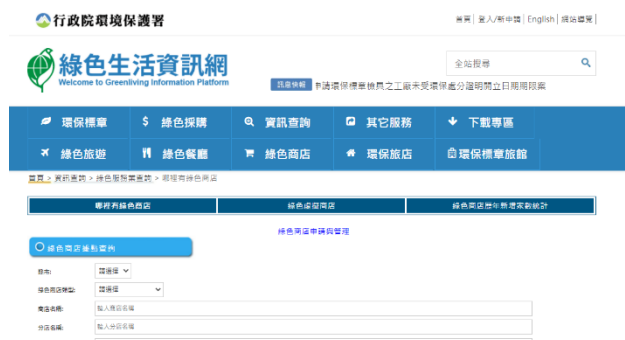 行政院環境保護署
首頁| 登入/新申請| English| 網站導覽|
綠色生活資訊網
Welcome to Greenliving Information Platform
全站搜尋
訊息快報 申請環保標章檢具之工廠未受環保處分證明開立日期期限案
環保標章 $ 綠色採購 資訊查詢 其它服務 下載專區
綠色旅遊 綠色餐廳 綠色商店 環保旅店 環保標章旅館
首頁 > 資訊查詢 > 綠色服務業查詢 > 哪裡有綠色商店
哪裡有綠色商店 綠色虛擬商店 綠色商店歷年新增家數統計
綠色商店申請與管理
綠色商店據點查詢
縣市: 請選擇
綠色商店類型: 請選擇
商店名稱: 輸入商店名稱
分店名稱: 輸入分店名稱